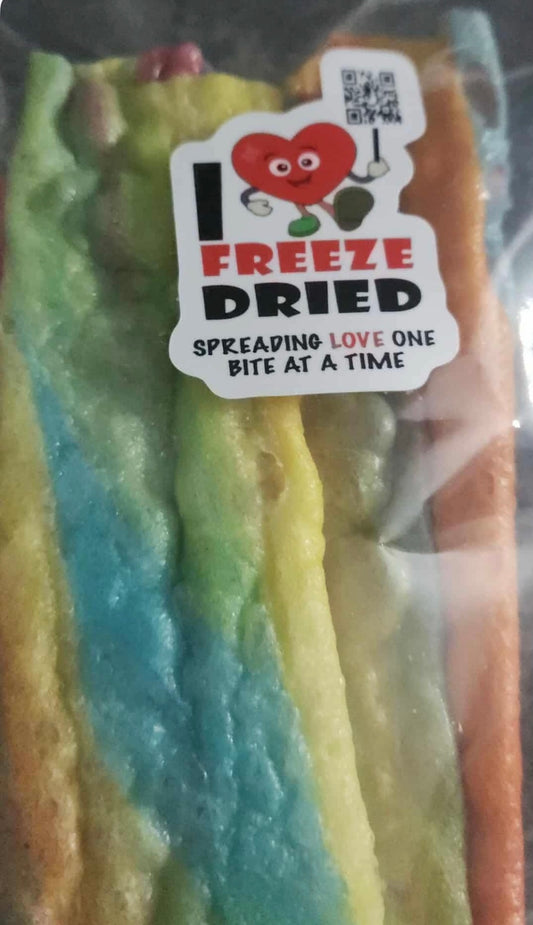 I
FREEZE
DRIED
SPREADING LOVE ONE
BITE AT A TIME